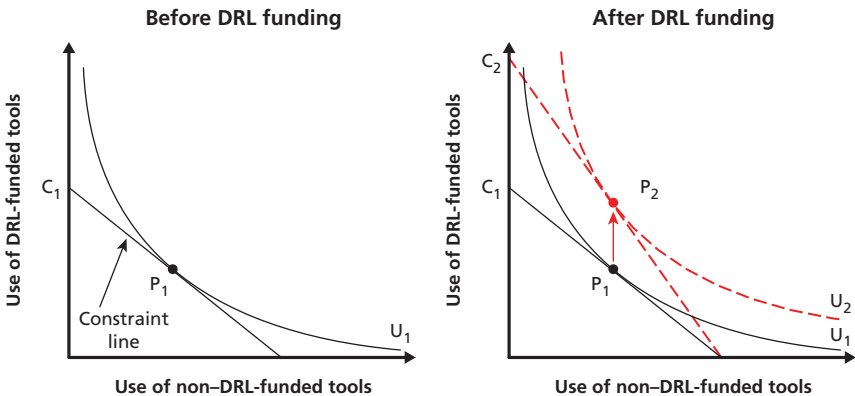 Before DRL funding
Use of DRL-funded tools
C1
P1
Constraint
line
U1
Use of non–DRL-funded tools
After DRL funding
Use of DRL-funded tools
C2
C1
P2
P1
U2
U1
Use of non–DRL-funded tools